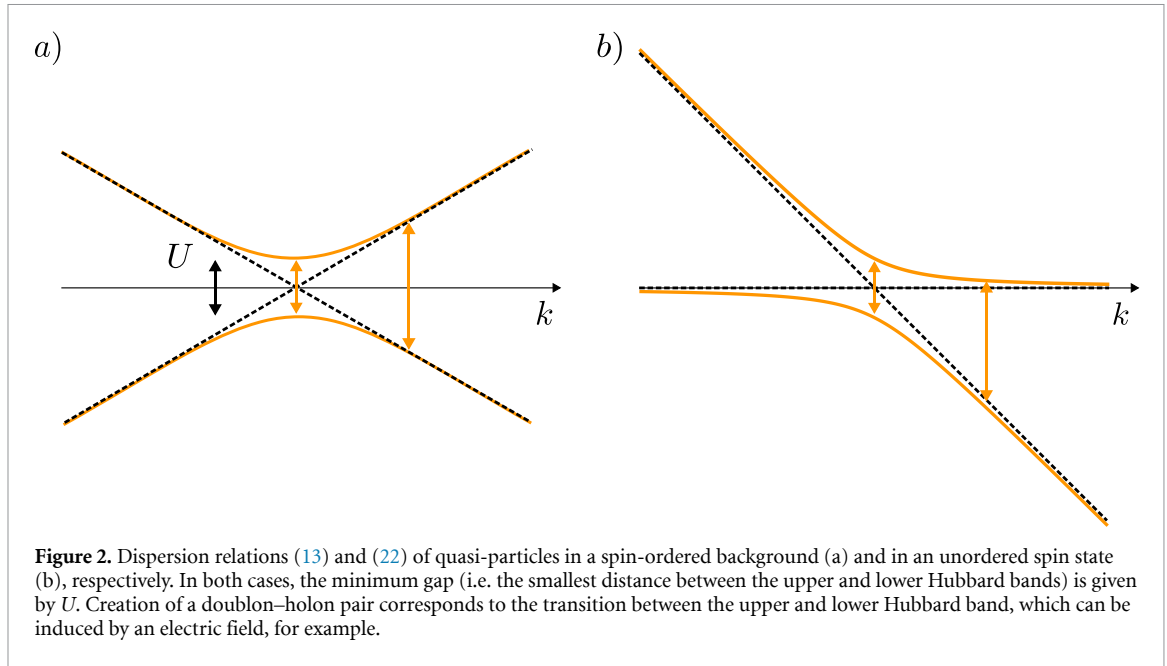 a)
b)
U
k
k
Figure 2. Dispersion relations (13) and (22) of quasi-particles in a spin-ordered background (a) and in an unordered spin state
(b), respectively. In both cases, the minimum gap (i.e. the smallest distance between the upper and lower Hubbard bands) is given
by U. Creation of a doublon–holon pair corresponds to the transition between the upper and lower Hubbard band, which can be
induced by an electric field, for example.